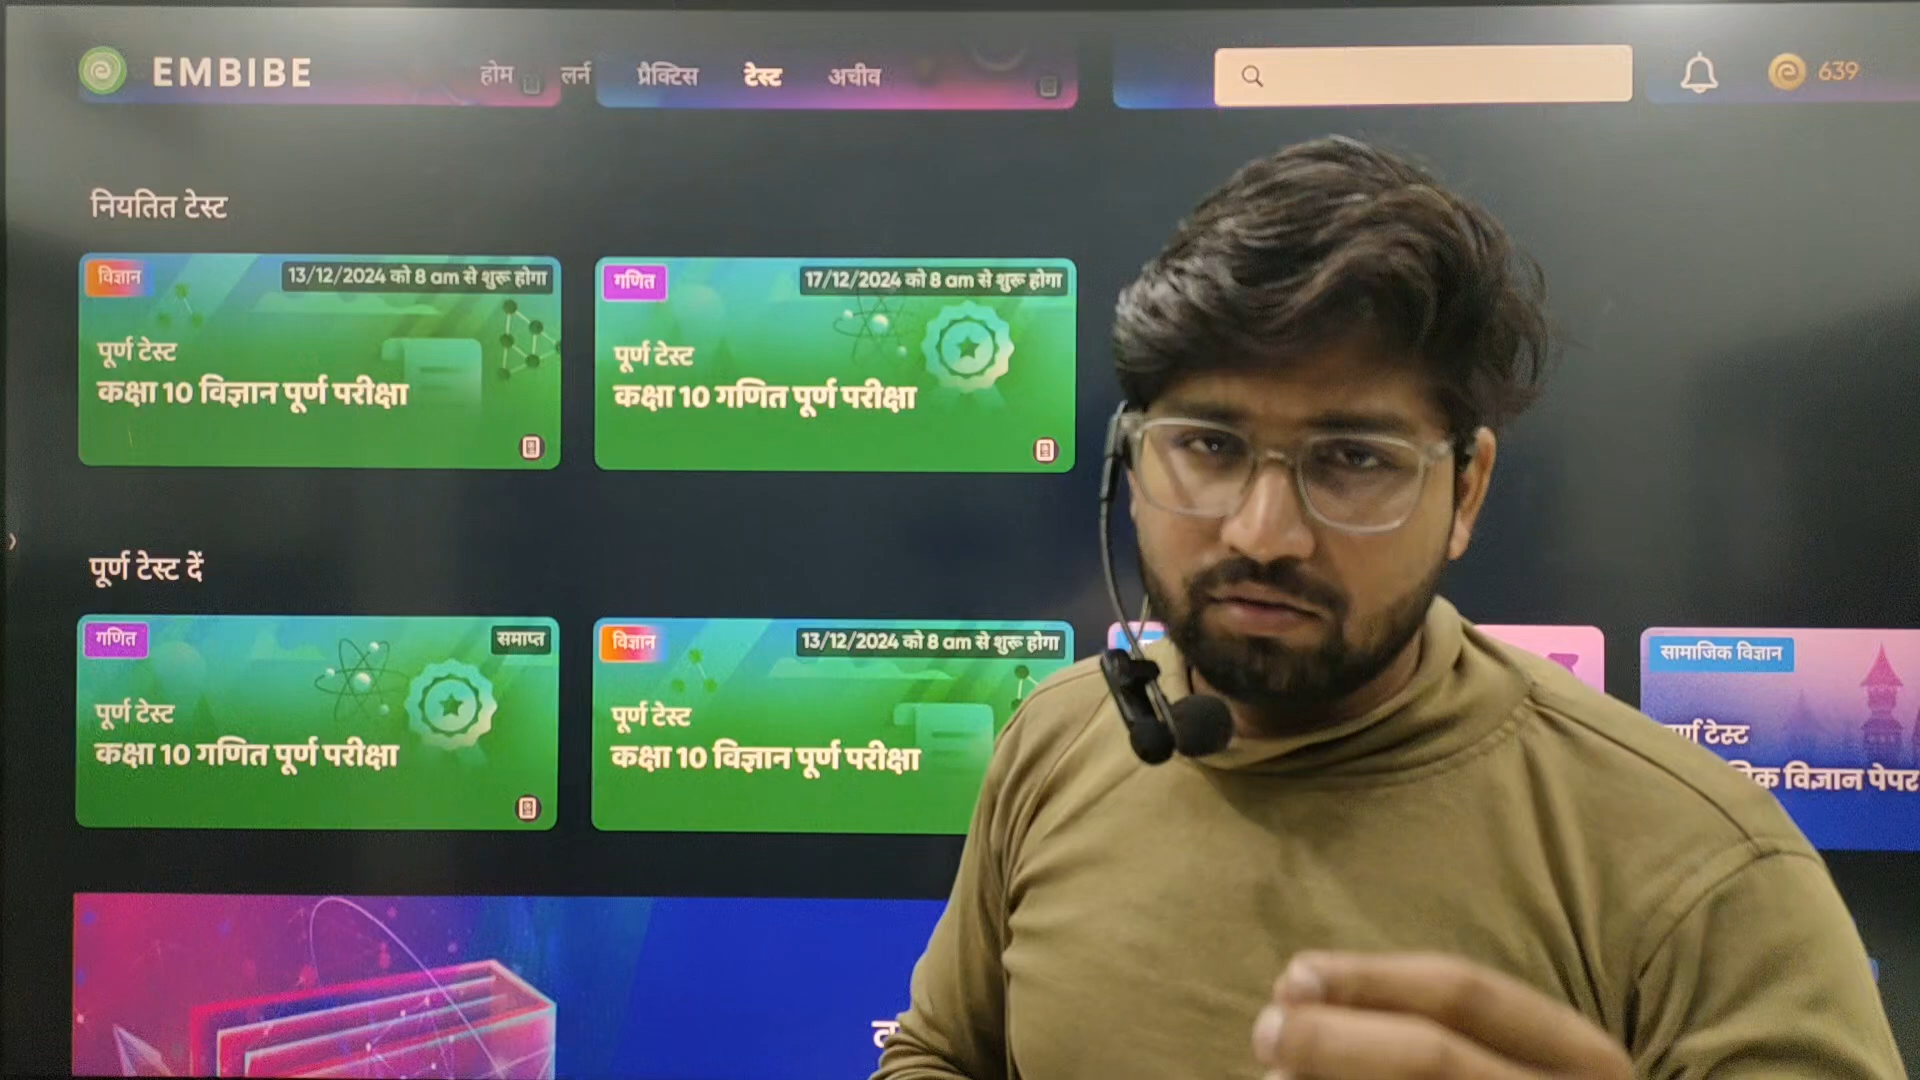 EMBIBE
होम लर्न प्रैक्टिस टेस्ट अचीव
639
नियतित टेस्ट
विज्ञान
13/12/2024 को 8 am से शुरू होगा
पूर्ण टेस्ट
कक्षा 10 विज्ञान पूर्ण परीक्षा
गणित
17/12/2024 को 8 am से शुरू होगा
पूर्ण टेस्ट
कक्षा 10 गणित पूर्ण परीक्षा
पूर्ण टेस्ट दें
गणित
समाप्त
पूर्ण टेस्ट
कक्षा 10 गणित पूर्ण परीक्षा
विज्ञान
13/12/2024 को 8 am से शुरू होगा
पूर्ण टेस्ट
कक्षा 10 विज्ञान पूर्ण परीक्षा
सामाजिक विज्ञान
टेस्ट
विज्ञान पेपर